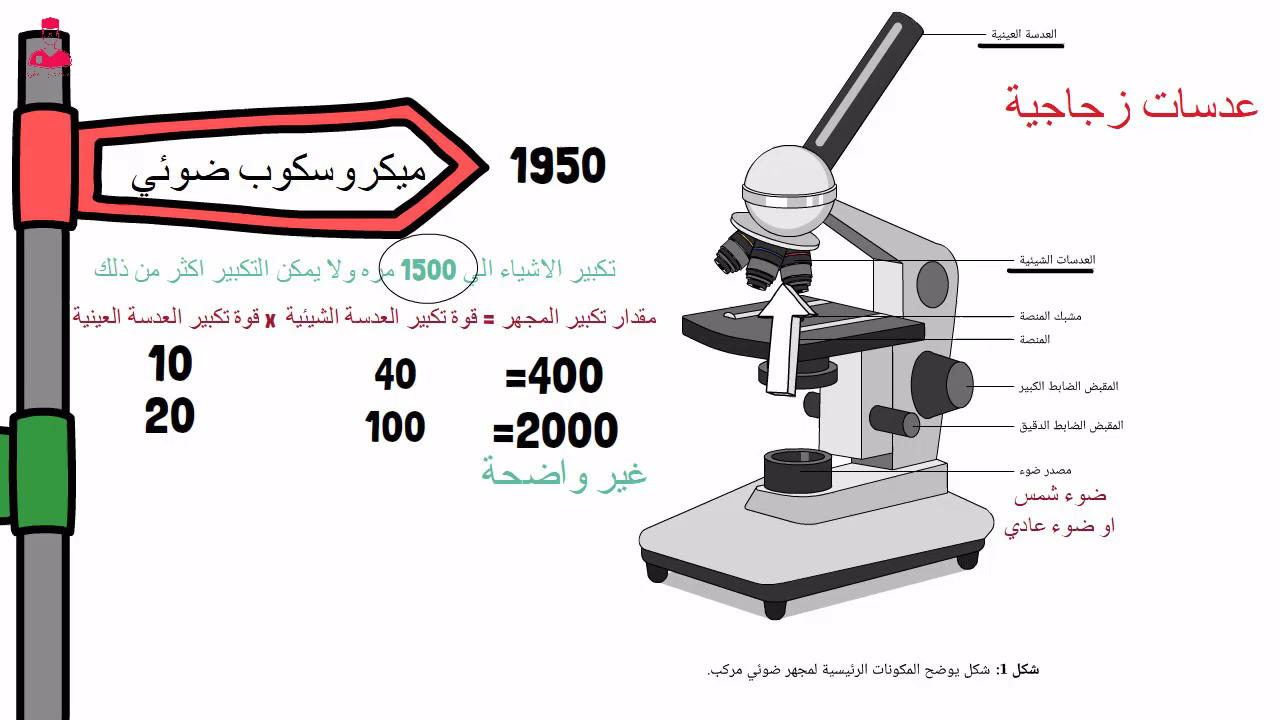 العدسة العينية
عدسات زجاجية
ميكروسكوب ضوئي
1950
تكبير الاشياء الي 1500 مره ولا يمكن التكبير اكثر من ذلك
مقدار تكبير المجهر = قوة تكبير العدسة الشيئية x قوة تكبير العدسة العينية
10 40 =400
20 100 =2000
غير واضحة
العدسات الشيئية
مشبك المنصة
المنصة
المقبض الضابط الكبير
المقبض الضابط الدقيق
مصدر ضوء
ضوء شمس
او ضوء عادي
شكل 1: شكل يوضح المكونات الرئيسية لمجهر ضوئي مركب.